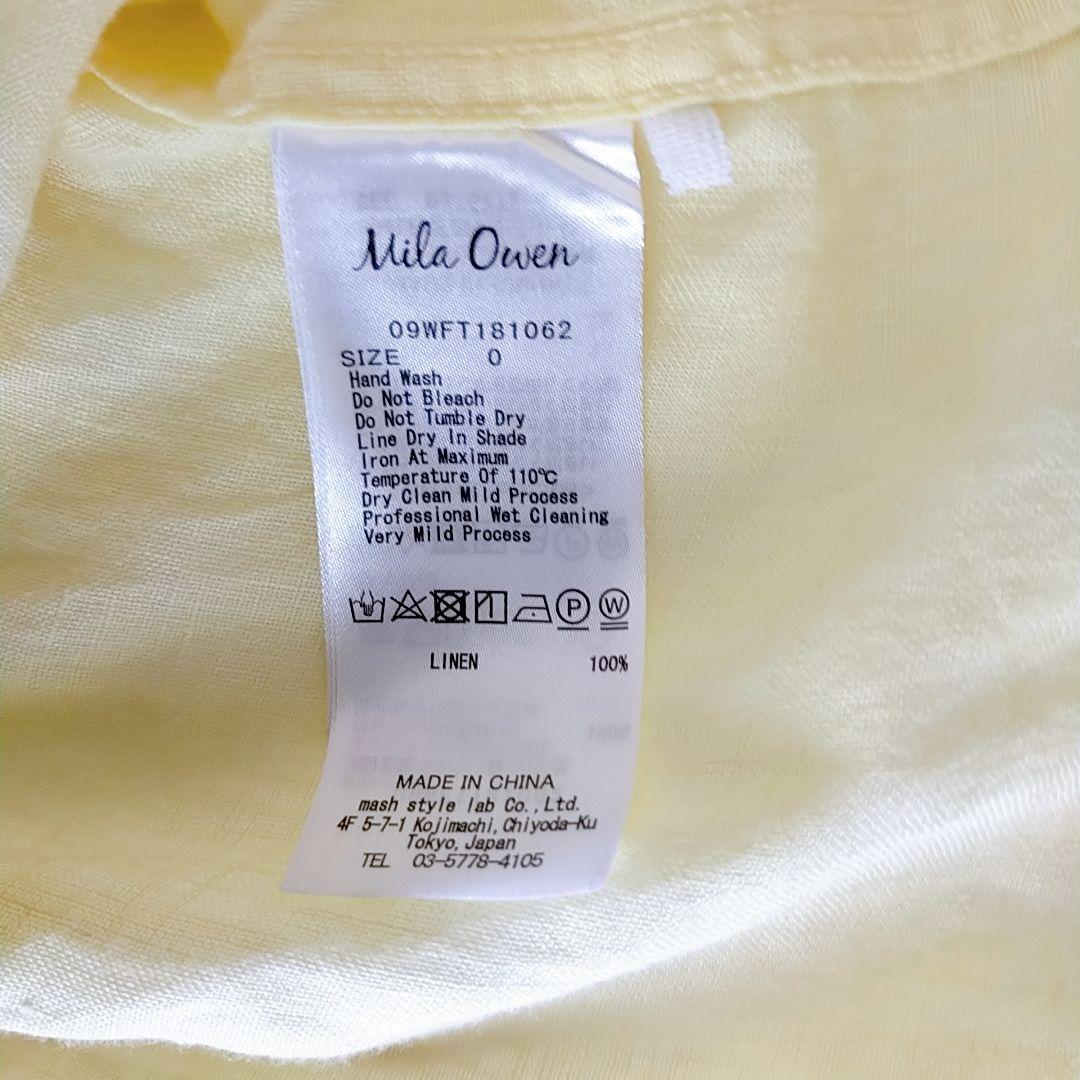 Mila Owen
09WFT181062
SIZE 0
Hand Wash
Do Not Bleach
Do Not Tumble Dry
Line Dry In Shade
Iron At Maximum
Temperature Of 110℃
Dry Clean Mild Process
Professional Wet Cleaning
Very Mild Process
P W
LINEN 100%
MADE IN CHINA
mash style lab Co.,Ltd.
4F 5-7-1 Kojimachi,Chiyoda-Ku
Tokyo,Japan
TEL 03-5778-4105